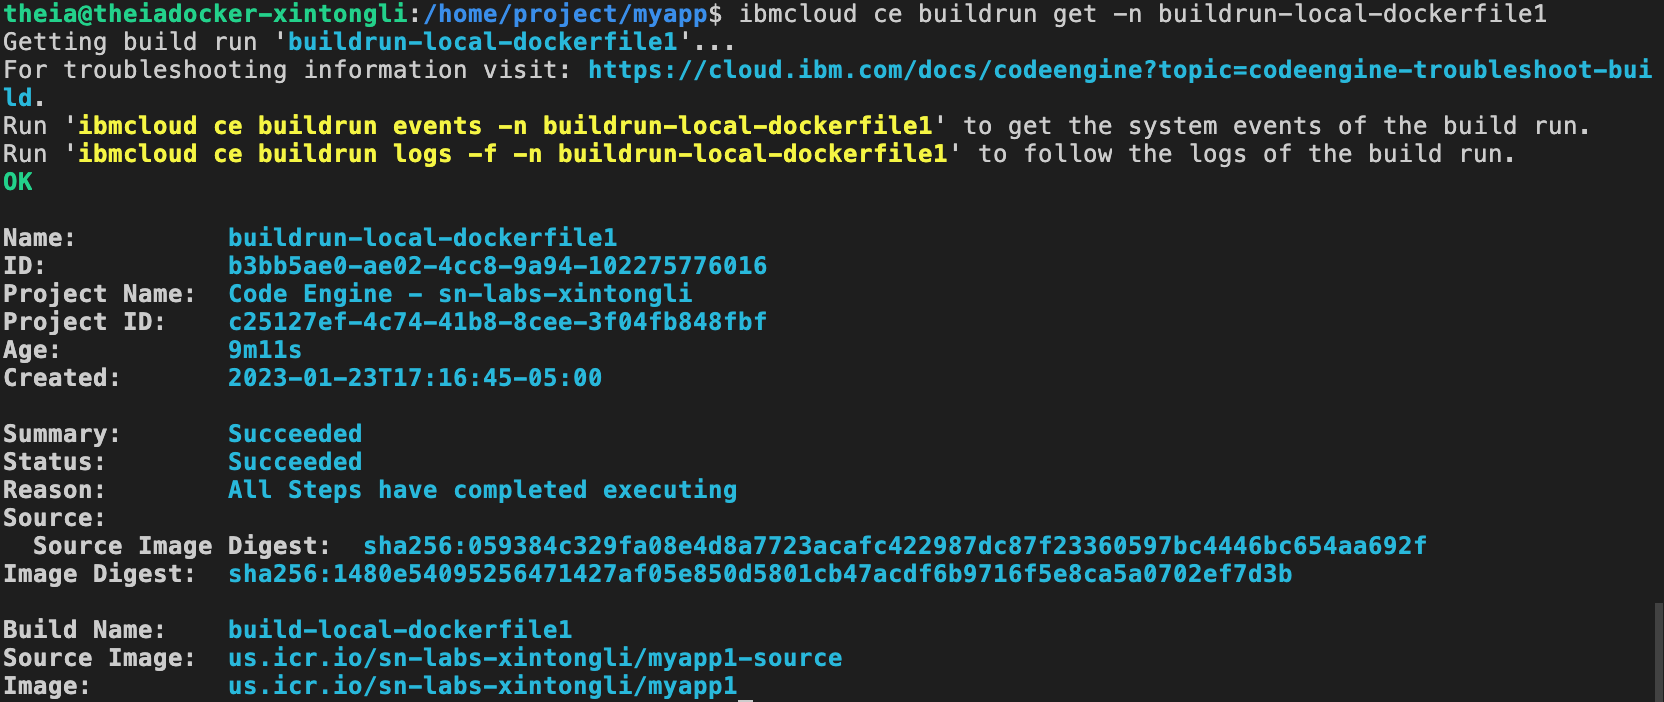 theia@theiadocker-xintongli:/home/project/myapp$ ibmcloud ce buildrun get -n buildrun-local-dockerfile1
Getting build run 'buildrun-local-dockerfile1'...
For troubleshooting information visit: https://cloud.ibm.com/docs/codeengine?topic=codeengine-troubleshoot-bui
ld.
Run 'ibmcloud ce buildrun events -n buildrun-local-dockerfile1' to get the system events of the build run.
Run 'ibmcloud ce buildrun logs -f -n buildrun-local-dockerfile1' to follow the logs of the build run.
OK
Name: buildrun-local-dockerfile1
ID: b3bb5ae0-ae02-4cc8-9a94-102275776016
Project Name: Code Engine - sn-labs-xintongli
Project ID: c25127ef-4c74-41b8-8cee-3f04fb848fbf
Age: 9m11s
Created: 2023-01-23T17:16:45-05:00
Summary: Succeeded
Status: Succeeded
Reason: All Steps have completed executing
Source:
Source Image Digest: sha256:059384c329fa08e4d8a7723acafc422987dc87f23360597bc4446bc654aa692f
Image Digest: sha256:1480e54095256471427af05e850d5801cb47acdf6b9716f5e8ca5a0702ef7d3b
Build Name: build-local-dockerfile1
Source Image: us.icr.io/sn-labs-xintongli/myapp1-source
Image: us.icr.io/sn-labs-xintongli/myapp1